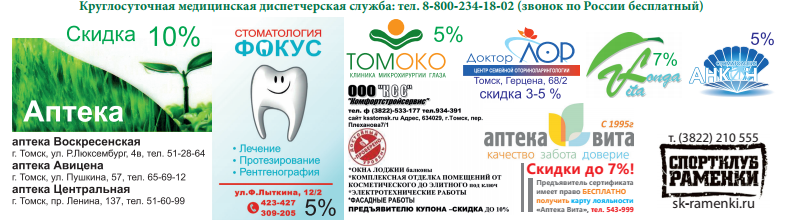 Круглосуточная медицинская диспетчерская служба: тел. 8-800-234-18-02 (звонок по России бесплатный)
Скидка 10%
Аптека
аптека Воскресенская
г. Томск, ул. Р.Люксембург, 4в, тел. 51-28-64
аптека Авицена
г. Томск, ул. Пушкина, 57, тел. 65-69-12
аптека Центральная
г. Томск, пр. Ленина, 137, тел. 51-60-99
СТОМАТОЛОГИЯ
ФОКУС
• Лечение
• Протезирование
• Рентгенография
ул.Ф.Лыткина, 12/2
423-427
309-205
5%
5%
ТОМОКО
КЛИНИКА МИКРОХИРУРГИИ ГЛАЗА
ООО "КСС"
"Комфортстройсервис"
тел. ф (3822)-533-177 тел.934-391
сайт ksstomsk.ru Адрес, 634029, г.Томск, пер.
Плеханова7/1
ПРОВЕРЕНО
*ОКНА ЛОДЖИИ балконы
*КОМПЛЕКСНАЯ ОТДЕЛКА ПОМЕЩЕНИЙ ОТ
КОСМЕТИЧЕСКОГО ДО ЭЛИТНОГО под ключ
*ЭЛЕКТРОТЕХНИЧЕСКИЕ РАБОТЫ
*ФАСАДНЫЕ РАБОТЫ
ПРЕДЪЯВИТЕЛЮ КУПОНА –СКИДКА ДО 10%
Доктор ЛОР
ЦЕНТР СЕМЕЙНОЙ ОТОРИНОЛАРИНГОЛОГИИ
Томск, Герцена, 68/2
скидка 3-5 %
7%
Konga
Vita
5%
АНКОН
С 1995г
аптека ВИТА
качество забота доверие
Скидки до 7%!
Предъявитель сертификата
имеет право БЕСПЛАТНО
получить карту лояльности
«Аптека Вита», тел. 543-999
т. (3822) 210 555
СПОРТКЛУБ
РАМЕНКИ
sk-ramenki.ru